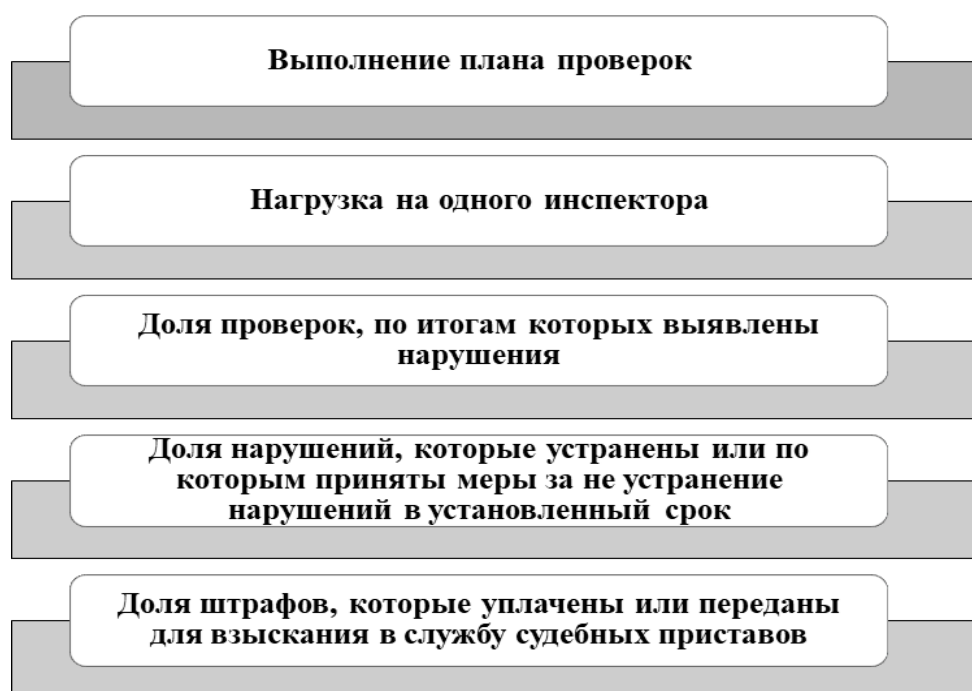 Выполнение плана проверок
Нагрузка на одного инспектора
Доля проверок, по итогам которых выявлены
нарушения
Доля нарушений, которые устранены или по
которым приняты меры за не устранение
нарушений в установленный срок
Доля штрафов, которые уплачены или переданы
для взыскания в службу судебных приставов